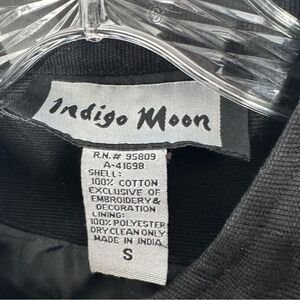 Indigo Moon
R.N. # 95809
A-41698
SHELL:
100% COTTON
EXCLUSIVE OF
EMBROIDERY &
DECORATION
LINING:
100% POLYESTER
DRY CLEAN ONLY
MADE IN INDIA
S